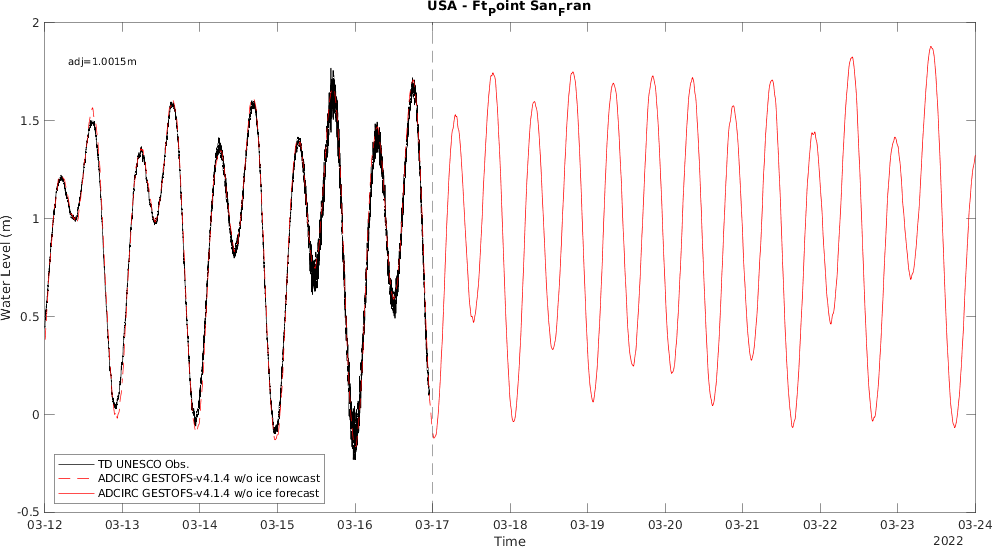 USA - FtPoint SanFran
adj=1.0015m
2
1.5
1
0.5
0
-0.5
Water Level (m)
TD UNESCO Obs.
ADCIRC GESTOFS-v4.1.4 w/o ice nowcast
ADCIRC GESTOFS-v4.1.4 w/o ice forecast
03-12 03-13 03-14 03-15 03-16 03-17 03-18 03-19 03-20 03-21 03-22 03-23 03-24
Time
2022